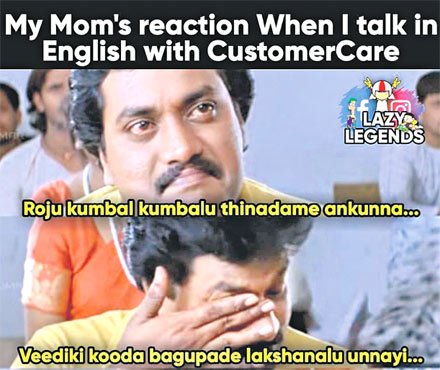 My Mom's reaction When I talk in
English with CustomerCare
LAZY
LEGENDS
Roju kumbal kumbalu thinadame ankunna...
Veediki kooda bagupade lakshanalu unnayi...